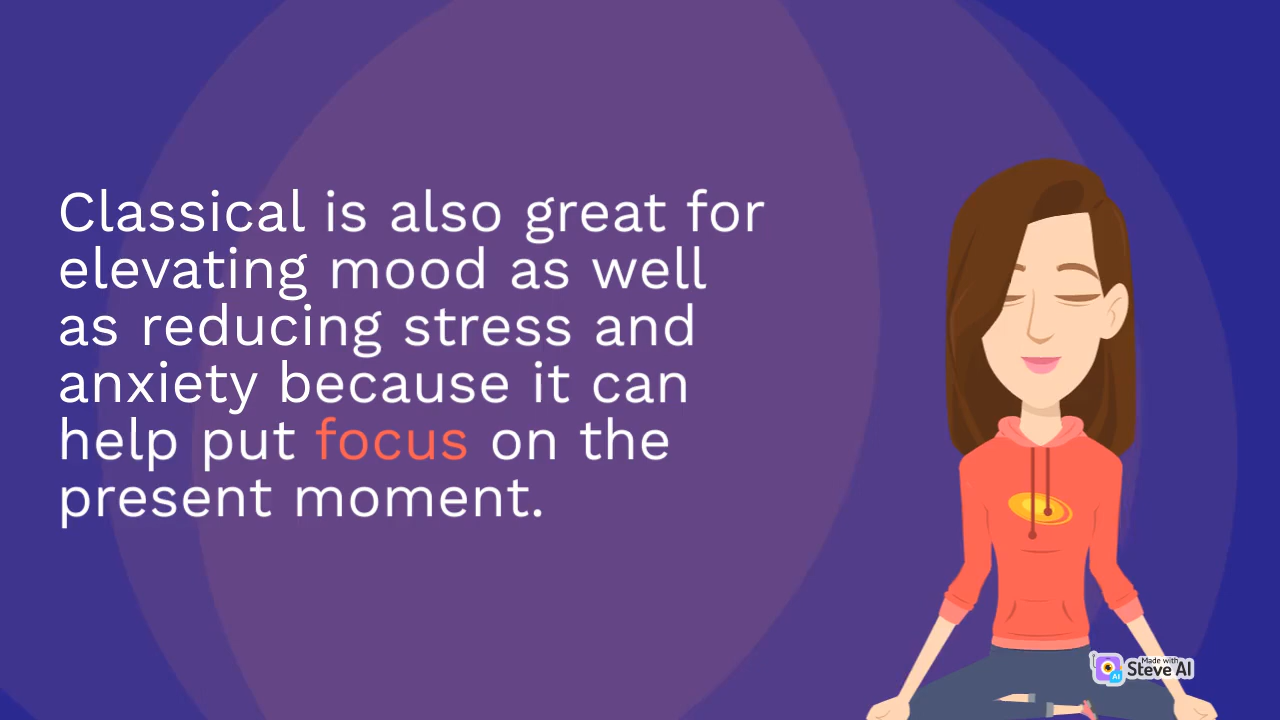 Classical is also great for
elevating mood as well
as reducing stress and
anxiety because it can
help put focus on the
present moment.
Made with
Steve AI
AI